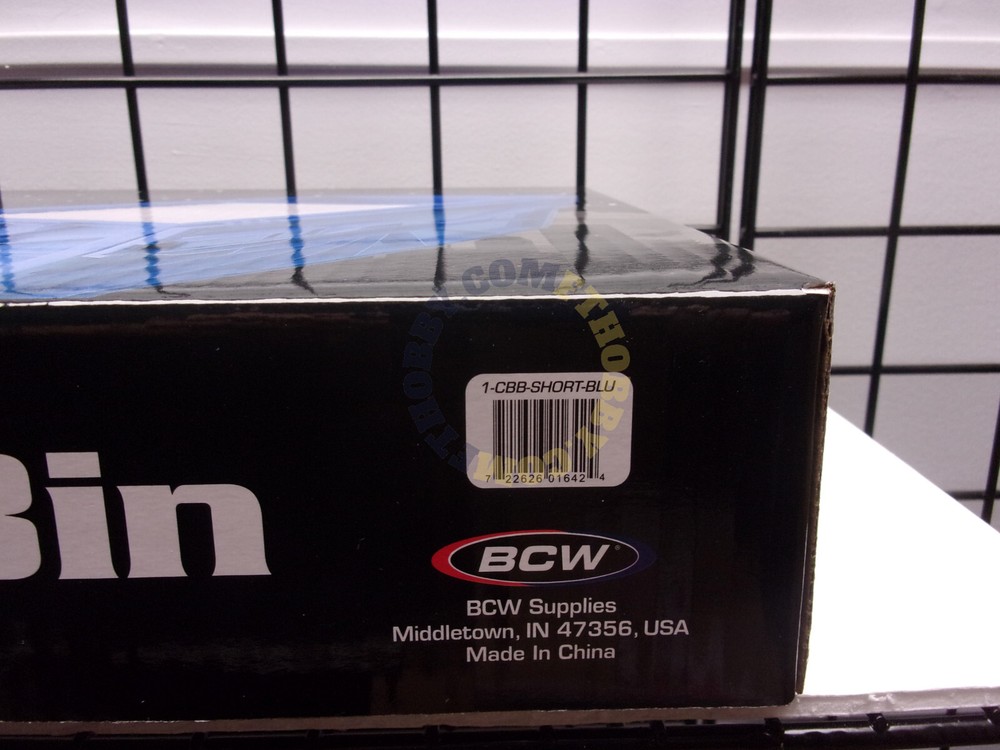 1-CBB-SHORT-BLU
7 22626 01642 4
Bin
BCW
BCW Supplies
Middletown, IN 47356, USA
Made In China